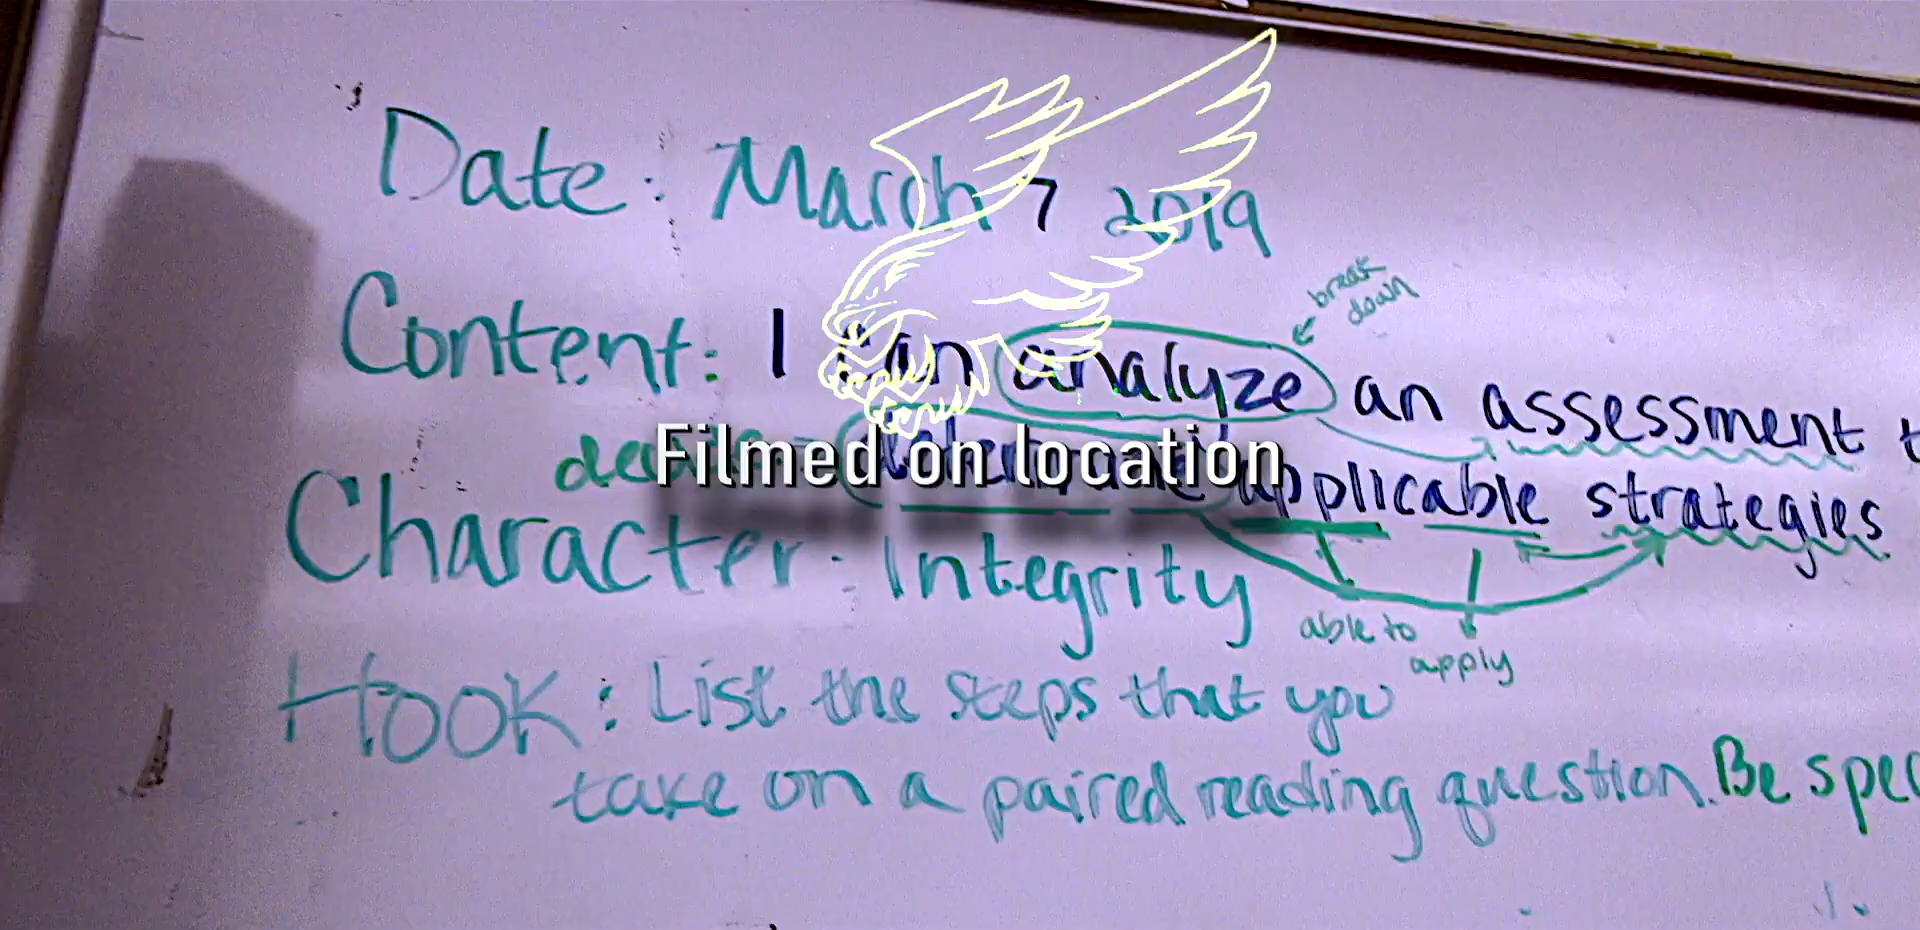 Date: March 7 2019
break
down
Content: I can analyze an assessment
Filmed on location
applicable strategies
Character: Integrity
able to
apply
Hook: List the steps that you
take on a paired reading question. Be spec